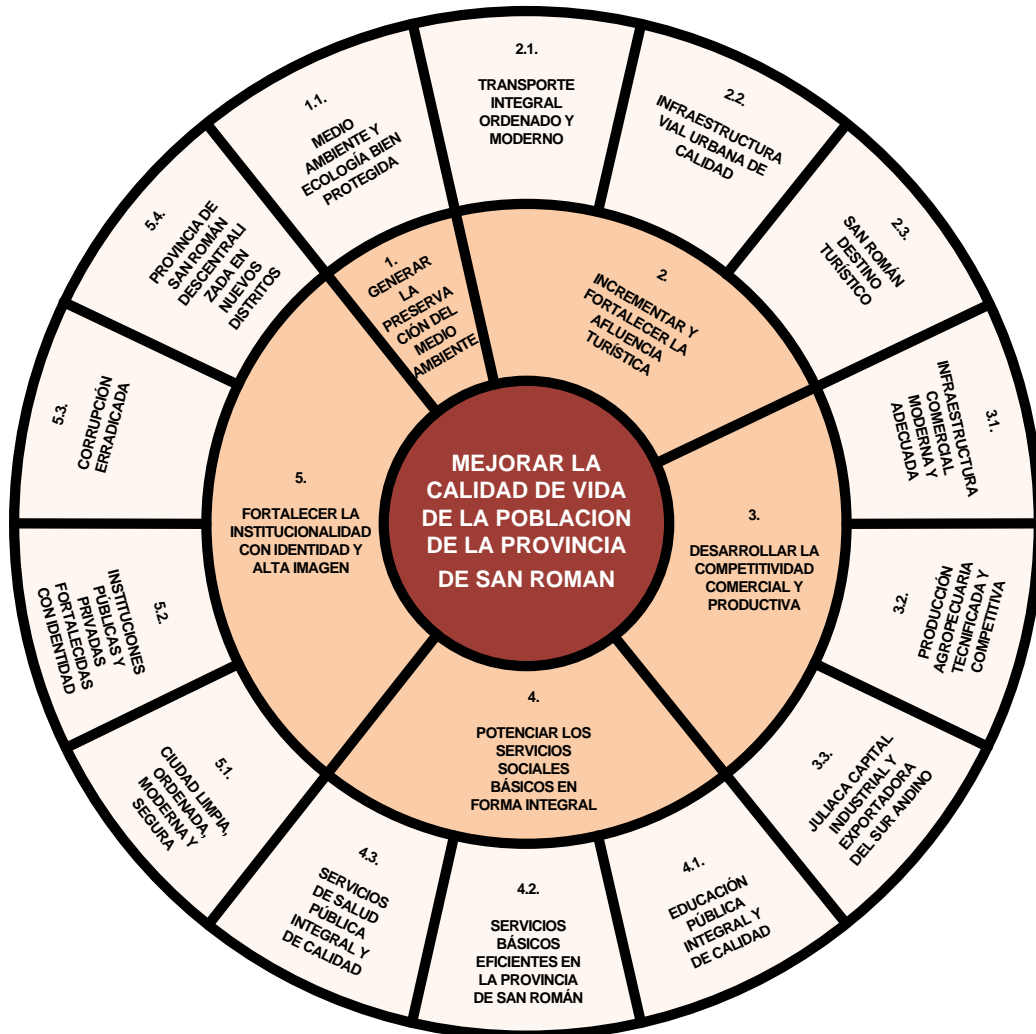 MEJORAR LA
CALIDAD DE VIDA
DE LA POBLACION
DE LA PROVINCIA
DE SAN ROMAN
1.
GENERAR
LA
PRESERVA
CIÓN DEL
MEDIO
AMBIENTE
2.
INCREMENTAR Y
FORTALECER LA
AFLUENCIA
TURÍSTICA
3.
DESARROLLAR LA
COMPETITIVIDAD
COMERCIAL Y
PRODUCTIVA
4.
POTENCIAR LOS
SERVICIOS
SOCIALES
BÁSICOS EN
FORMA INTEGRAL
5.
FORTALECER LA
INSTITUCIONALIDAD
CON IDENTIDAD Y
ALTA IMAGEN
1.1.
MEDIO
AMBIENTE Y
ECOLOGÍA BIEN
PROTEGIDA
2.1.
TRANSPORTE
INTEGRAL
ORDENADO Y
MODERNO
2.2.
INFRAESTRUCTURA
VIAL URBANA DE
CALIDAD
2.3.
SAN ROMÁN
DESTINO
TURÍSTICO
3.1.
INFRAESTRUCTURA
COMERCIAL
MODERNA Y
ADECUADA
3.2.
PRODUCCIÓN
AGROPECUARIA
TECNIFICADA Y
COMPETITIVA
3.3.
JULIACA CAPITAL
INDUSTRIAL Y
EXPORTADORA
DEL SUR ANDINO
4.1.
EDUCACIÓN
PÚBLICA
INTEGRAL Y
DE CALIDAD
4.2.
SERVICIOS
BÁSICOS
EFICIENTES EN
LA PROVINCIA
DE SAN ROMÁN
4.3.
SERVICIOS
DE SALUD
PÚBLICA
INTEGRAL Y
DE CALIDAD
5.1.
CIUDAD LIMPIA,
ORDENADA,
MODERNA Y
SEGURA
5.2.
INSTITUCIONES
PÚBLICAS Y
PRIVADAS
FORTALECIDAS
CON IDENTIDAD
5.3.
CORRUPCIÓN
ERRADICADA
5.4.
PROVINCIA DE
SAN ROMÁN
DESCENTRALI
ZADA EN
NUEVOS
DISTRITOS